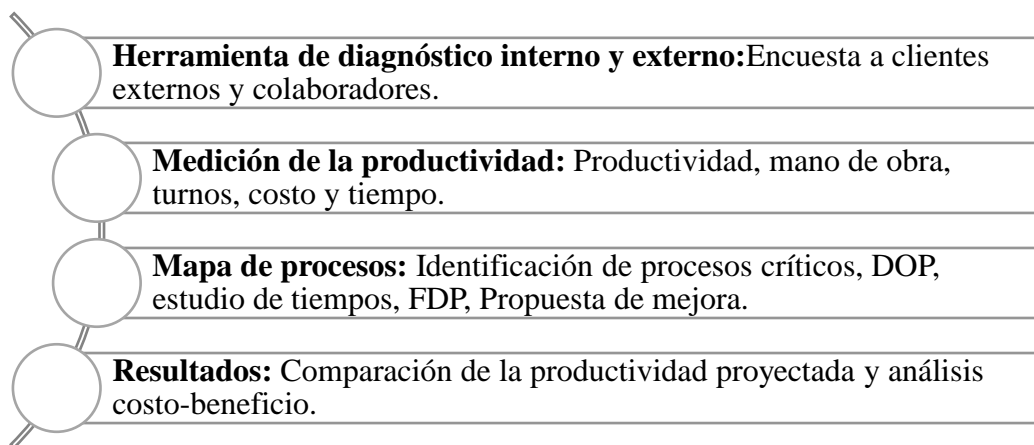 Herramienta de diagnóstico interno y externo:Encuesta a clientes
externos y colaboradores.
Medición de la productividad: Productividad, mano de obra,
turnos, costo y tiempo.
Mapa de procesos: Identificación de procesos críticos, DOP,
estudio de tiempos, FDP, Propuesta de mejora.
Resultados: Comparación de la productividad proyectada y análisis
costo-beneficio.